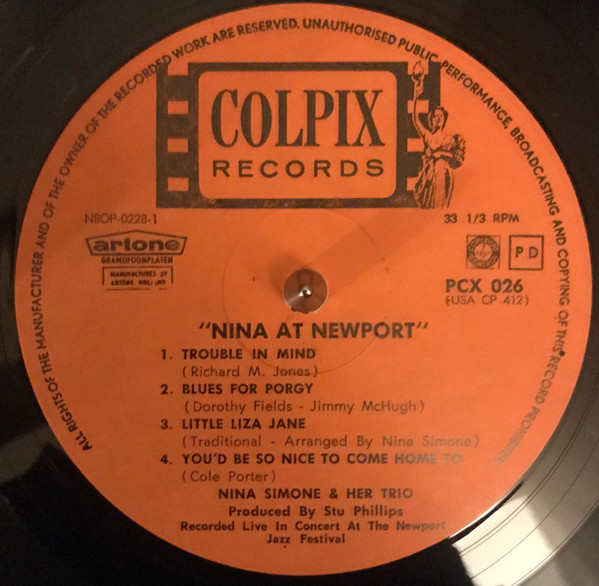 ALL RIGHTS OF THE MANUFACTURER AND OF THE OWNER OF THE RECORDED WORK ARE RESERVED. UNAUTHORISED PUBLIC PERFORMANCE, BROADCASTING AND COPYING OF THIS RECORD PROHIBITED
COLPIX
RECORDS
NBOP-0228-1
33 1/3 RPM
artone
GRAMOFOONPLATEN
MANUFACTURED BY
ARTONE HOLLAND
PD
PCX 026
(USA CP 412)
"NINA AT NEWPORT"
1. TROUBLE IN MIND
(Richard M. Jones)
2. BLUES FOR PORGY
(Dorothy Fields - Jimmy McHugh)
3. LITTLE LIZA JANE
(Traditional - Arranged By Nina Simone)
4. YOU'D BE SO NICE TO COME HOME TO
(Cole Porter)
NINA SIMONE & HER TRIO
Produced By Stu Phillips
Recorded Live In Concert At The Newport
Jazz Festival